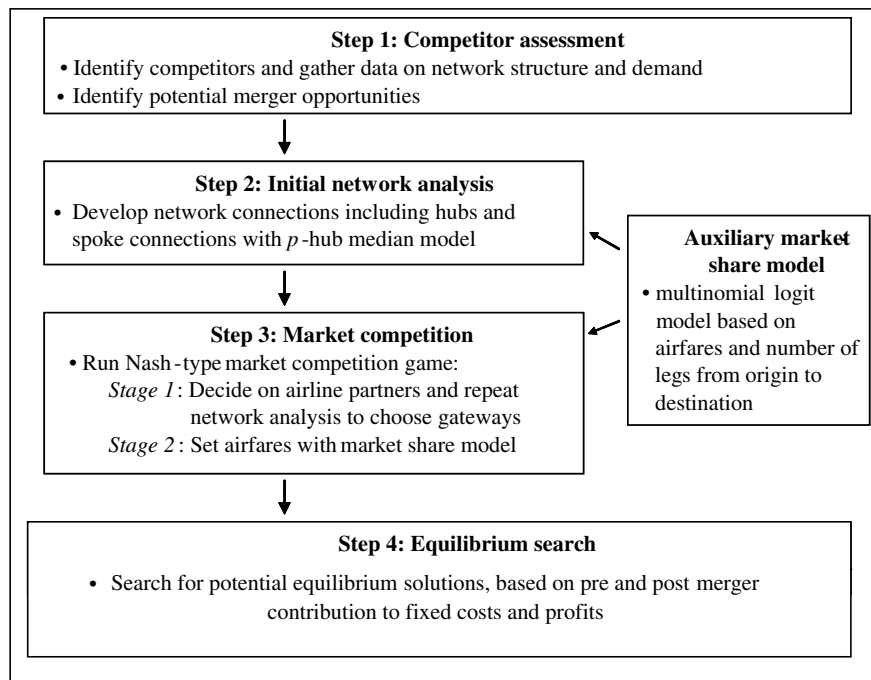 Step 1: Competitor assessment
• Identify competitors and gather data on network structure and demand
• Identify potential merger opportunities
Step 2: Initial network analysis
• Develop network connections including hubs and
spoke connections with p-hub median model
Auxiliary market
share model
• multinomial logit
model based on
airfares and number of
legs from origin to
destination
Step 3: Market competition
• Run Nash-type market competition game:
Stage 1: Decide on airline partners and repeat
network analysis to choose gateways
Stage 2: Set airfares with market share model
Step 4: Equilibrium search
• Search for potential equilibrium solutions, based on pre and post merger
contribution to fixed costs and profits